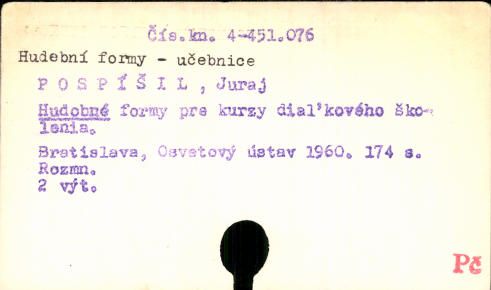 Čís.kn. 4-451.076
Hudební formy - učebnice
P O S P Í Š I L , Juraj
Hudobné formy pre kurzy dial'kového ško-
lenia.
Bratislava, Osvetový ústav 1960. 174 s.
Rozmn.
2 výt.
Pč